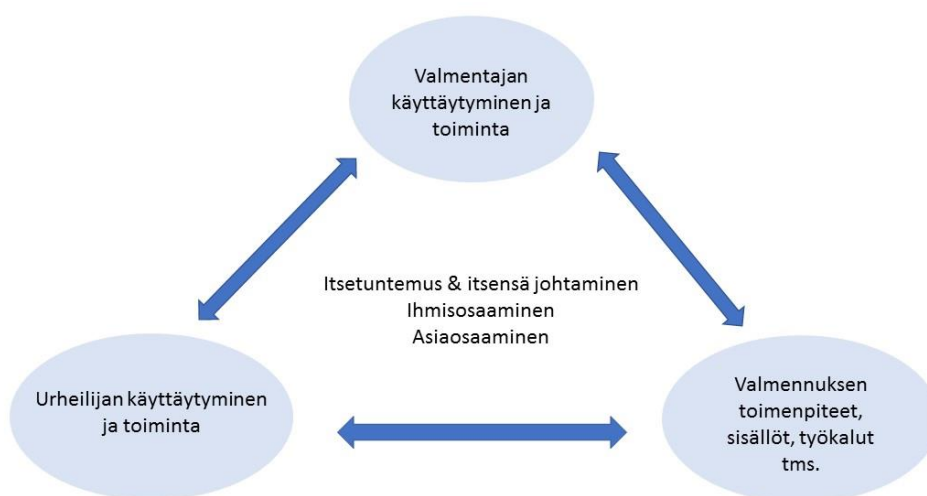 Valmentajan
käyttäytyminen ja
toiminta
Itsetuntemus & itsensä johtaminen
Ihmisosaaminen
Asiaosaaminen
Urheilijan käyttäytyminen
ja toiminta
Valmennuksen
toimenpiteet,
sisällöt, työkalut
tms.